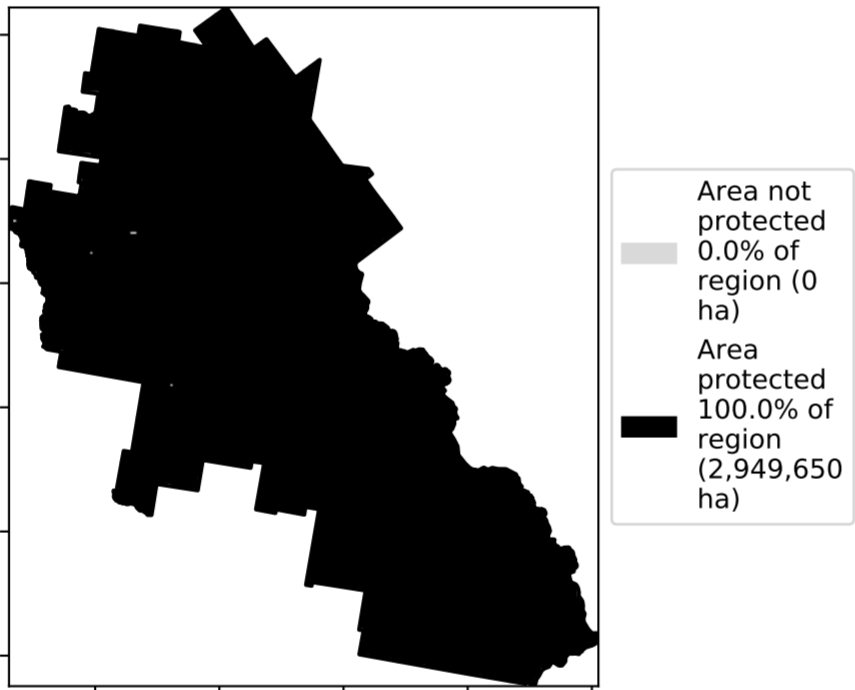 Area not
protected
0.0% of
region (0
ha)
Area
protected
100.0% of
region
(2,949,650
ha)